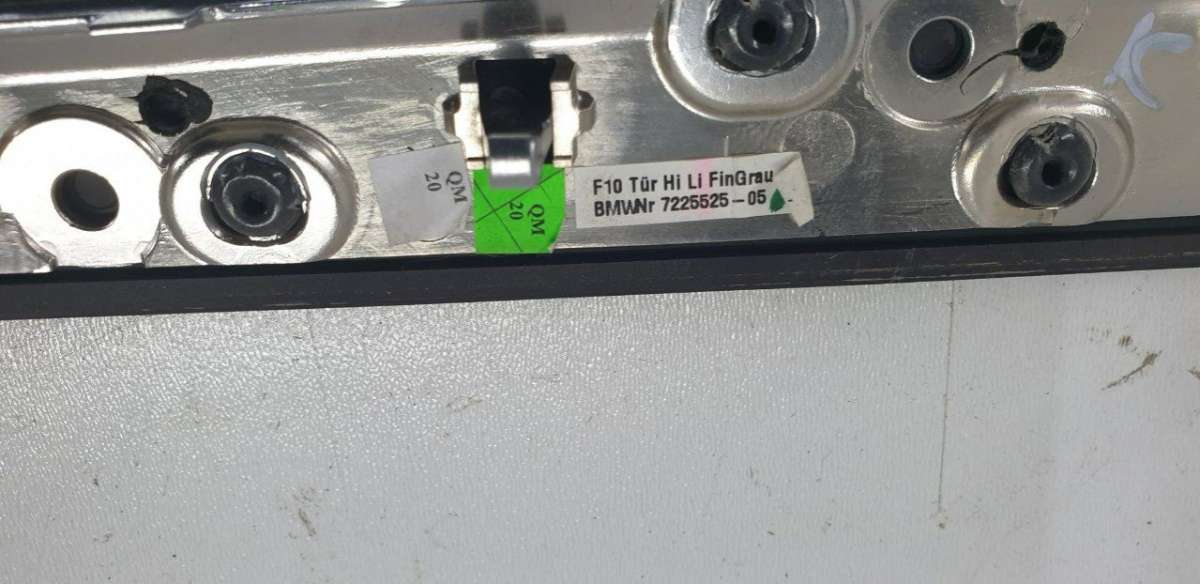 QM
20
QM
20
F10 Tür Hi Li FinGrau
BMWNr 7225525-05